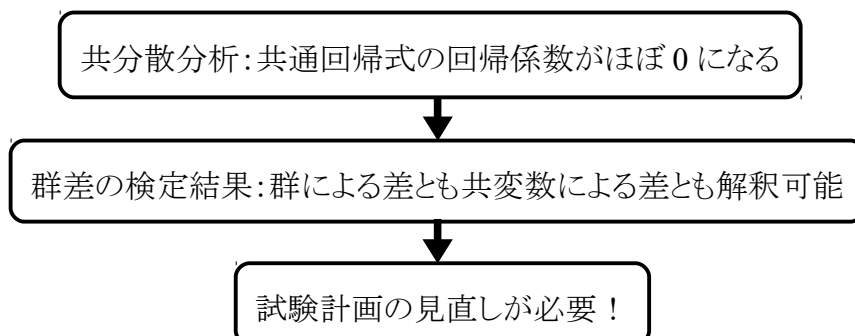 共分散分析:共通回帰式の回帰係数がほぼ 0 になる
群差の検定結果:群による差とも共変数による差とも解釈可能
試験計画の見直しが必要！